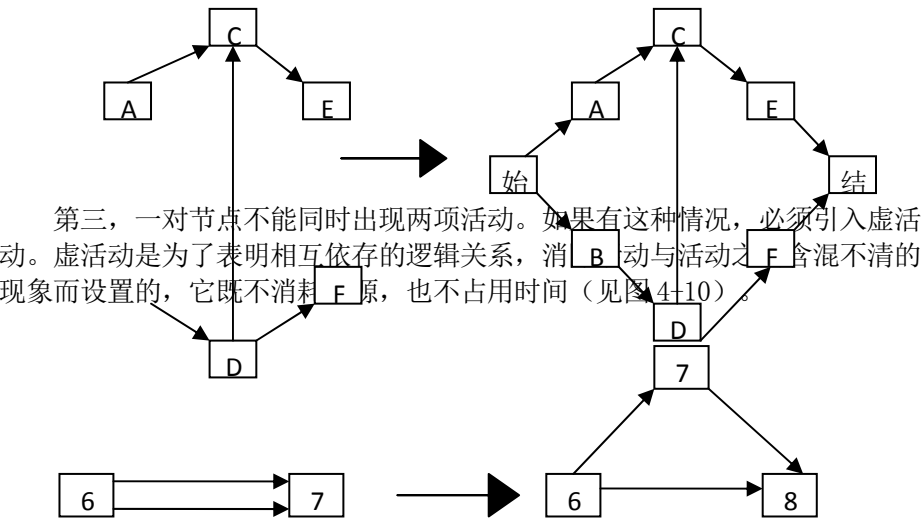 C
C
A
E
A
E
始
结
第三，一对节点不能同时出现两项活动。如果有这种情况，必须引入虚活
动。虚活动是为了表明相互依存的逻辑关系，消 B 动与活动之 F 含混不清的
现象而设置的，它既不消耗 F 源，也不占用时间（见图 4-10）。
D
D
7
6
7
6
8